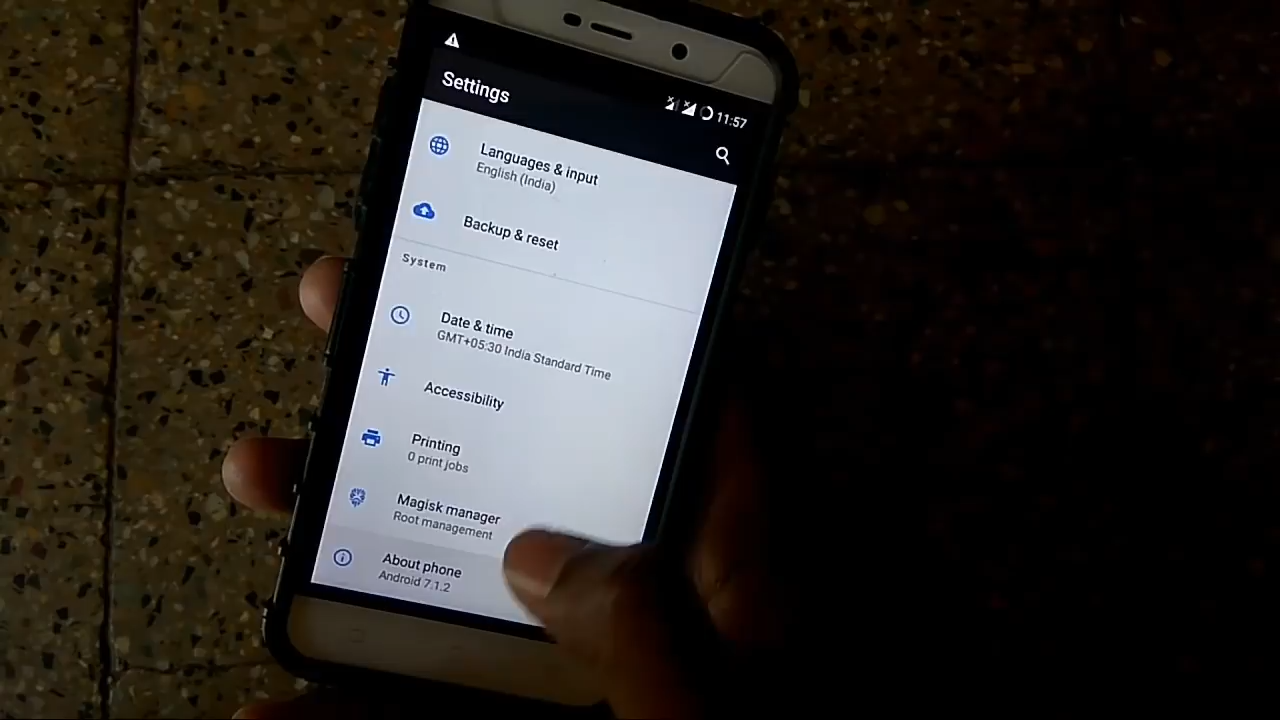 11:57
Settings
Languages & input
English (India)
Backup & reset
System
Date & time
GMT+05:30 India Standard Time
Accessibility
Printing
0 print jobs
Magisk manager
Root management
About phone
Android 7.1.2